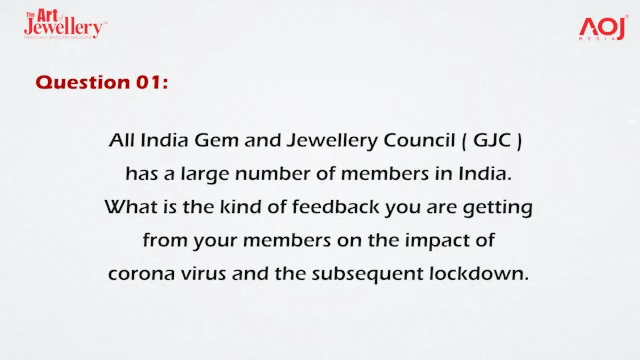 The Art of
Jewellery
AOJ
MEDIA
Question 01:
All India Gem and Jewellery Council ( GJC )
has a large number of members in India.
What is the kind of feedback you are getting
from your members on the impact of
corona virus and the subsequent lockdown.